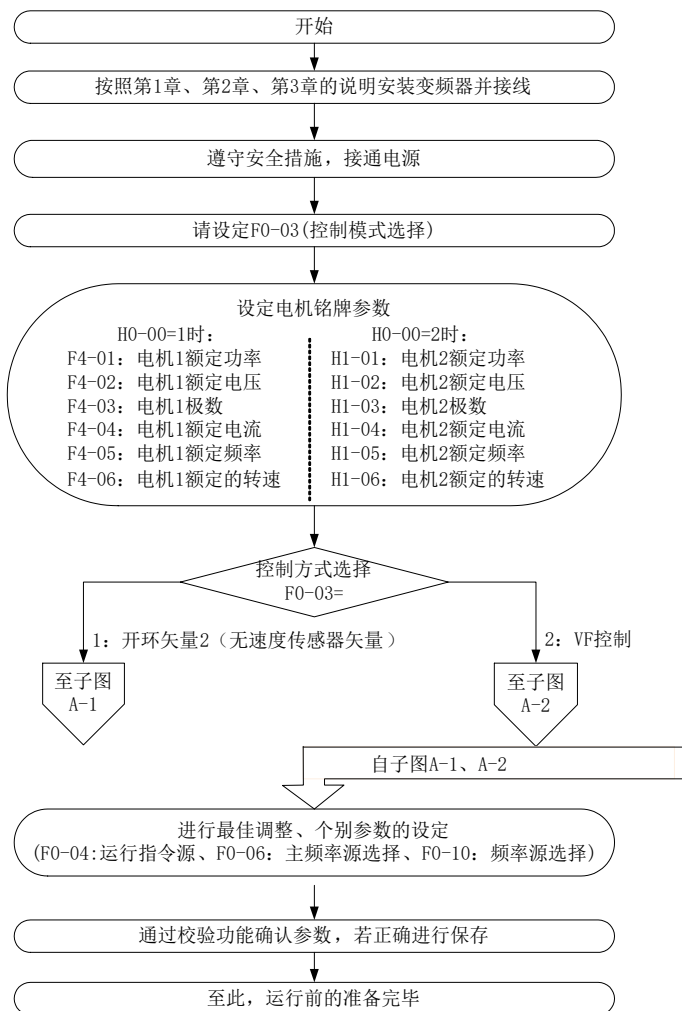 开始
按照第1章、第2章、第3章的说明安装变频器并接线
遵守安全措施，接通电源
请设定F0-03(控制模式选择)
设定电机铭牌参数
H0-00=1时：
F4-01：电机1额定功率
F4-02：电机1额定电压
F4-03：电机1极数
F4-04：电机1额定电流
F4-05：电机1额定频率
F4-06：电机1额定的转速
H0-00=2时：
H1-01：电机2额定功率
H1-02：电机2额定电压
H1-03：电机2极数
H1-04：电机2额定电流
H1-05：电机2额定频率
H1-06：电机2额定的转速
控制方式选择
F0-03=
1：开环矢量2（无速度传感器矢量）
2：VF控制
至子图
A-1
至子图
A-2
自子图A-1、A-2
进行最佳调整、个别参数的设定
(F0-04:运行指令源、F0-06：主频率源选择、F0-10：频率源选择)
通过校验功能确认参数，若正确进行保存
至此，运行前的准备完毕